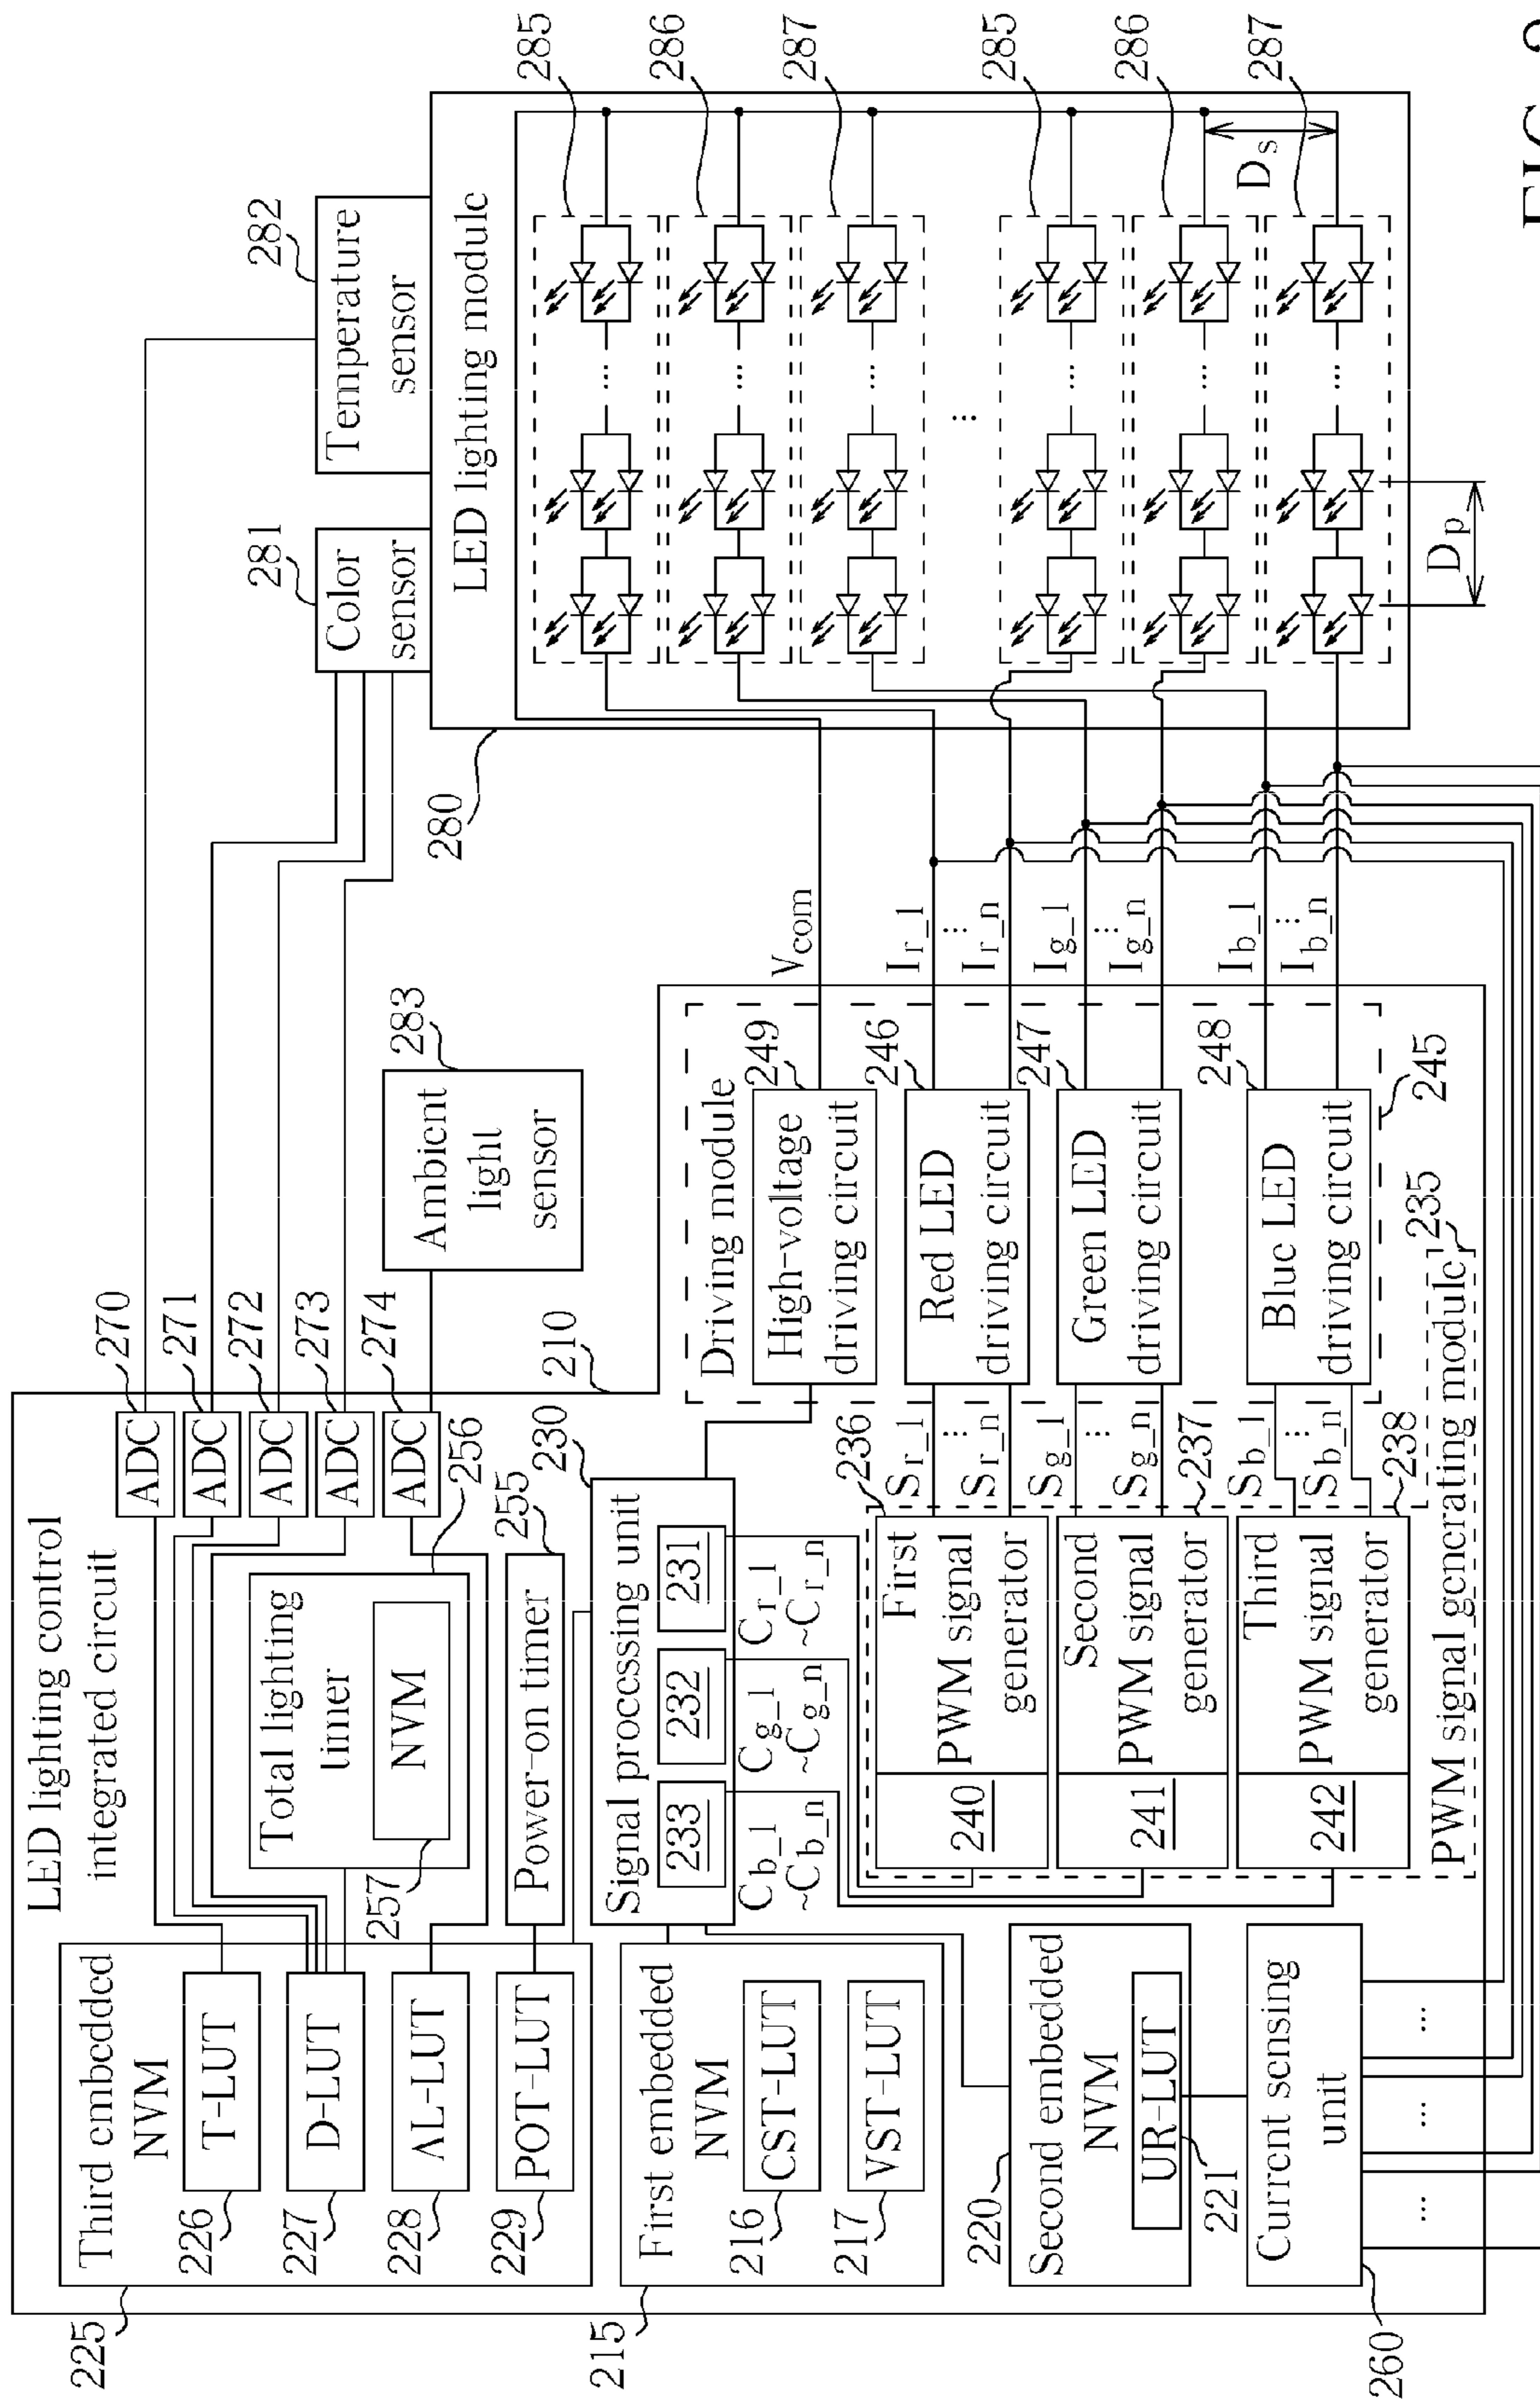 LED lighting control
integrated circuit
225
Third embedded
NVM
T-LUT
226
D-LUT
227
AL-LUT
228
POT-LUT
229
Total lighting
timer
NVM
256
257
Power-on timer
255
ADC
270
ADC
271
ADC
272
ADC
273
ADC
274
210
Ambient
light
sensor
283
Color
sensor
281
Temperature
sensor
282
LED lighting module
280
285
286
287
285
286
287
...
...
...
...
...
...
...
Ds
Dp
215
First embedded
NVM
CST-LUT
216
VST-LUT
217
Signal processing unit
230
233
232
231
Cb_1
~Cb_n
Cg_1
~Cg_n
Cr_1
~Cr_n
220
Second embedded
NVM
UR-LUT
221
Current sensing
unit
260
...
...
...
First
PWM signal
generator
240
236
Second
PWM signal
generator
241
237
Third
PWM signal
generator
242
238
PWM signal generating module
235
Sr_1
...
Sr_n
Sg_1
...
Sg_n
Sb_1
...
Sb_n
Driving module
245
High-voltage
driving circuit
249
Red LED
driving circuit
246
Green LED
driving circuit
247
Blue LED
driving circuit
248
Vcom
Ir_1
...
Ir_n
Ig_1
...
Ig_n
Ib_1
...
Ib_n